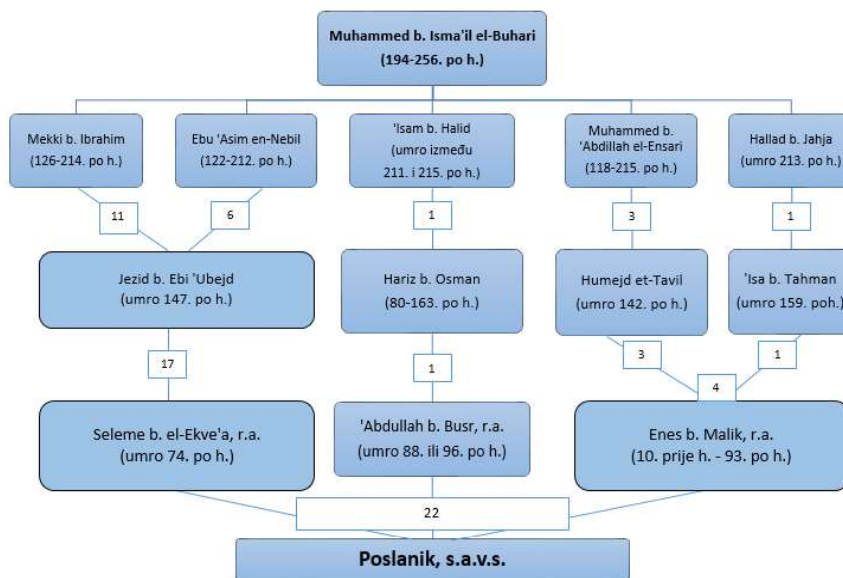 Muhammed b. Isma'il el-Buhari
(194-256. po h.)
Mekki b. Ibrahim
(126-214. po h.)
Ebu 'Asim en-Nebil
(122-212. po h.)
'Isam b. Halid
(umro između
211. i 215. po h.)
Muhammed b.
'Abdillah el-Ensari
(118-215. po h.)
Hallad b. Jahja
(umro 213. po h.)
11
6
1
3
1
Jezid b. Ebi 'Ubejd
(umro 147. po h.)
Hariz b. Osman
(80-163. po h.)
Humejd et-Tavil
(umro 142. po h.)
'Isa b. Tahman
(umro 159. poh.)
17
1
3
1
4
Seleme b. el-Ekve'a, r.a.
(umro 74. po h.)
'Abdullah b. Busr, r.a.
(umro 88. ili 96. po h.)
Enes b. Malik, r.a.
(10. prije h. - 93. po h.)
22
Poslanik, s.a.v.s.